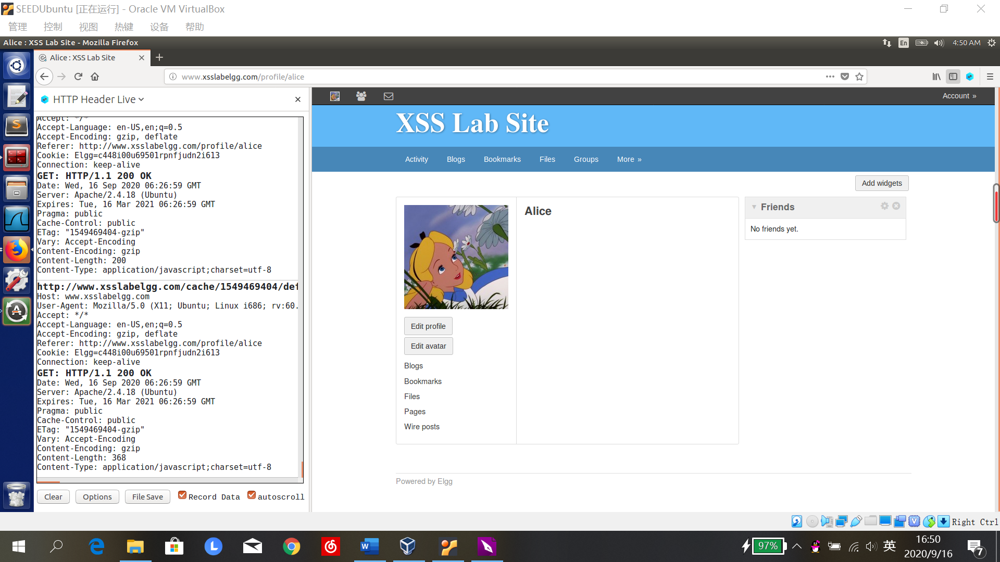 SEEDUbuntu [正在运行] - Oracle VM VirtualBox
管理 控制 视图 热键 设备 帮助
Alice : XSS Lab Site - Mozilla Firefox
En
4:50 AM
Alice : XSS Lab Site
www.xsslabelgg.com/profile/alice
HTTP Header Live
Accept: */*
Accept-Language: en-US,en;q=0.5
Accept-Encoding: gzip, deflate
Referer: http://www.xsslabelgg.com/profile/alice
Cookie: Elgg=c448i00u69501rpnfjudn2i613
Connection: keep-alive
GET: HTTP/1.1 200 OK
Date: Wed, 16 Sep 2020 06:26:59 GMT
Server: Apache/2.4.18 (Ubuntu)
Expires: Tue, 16 Mar 2021 06:26:59 GMT
Pragma: public
Cache-Control: public
ETag: "1549469404-gzip"
Vary: Accept-Encoding
Content-Encoding: gzip
Content-Length: 200
Content-Type: application/javascript;charset=utf-8
http://www.xsslabelgg.com/cache/1549469404/def
Host: www.xsslabelgg.com
User-Agent: Mozilla/5.0 (X11; Ubuntu; Linux i686; rv:60.
Accept: */*
Accept-Language: en-US,en;q=0.5
Accept-Encoding: gzip, deflate
Referer: http://www.xsslabelgg.com/profile/alice
Cookie: Elgg=c448i00u69501rpnfjudn2i613
Connection: keep-alive
GET: HTTP/1.1 200 OK
Date: Wed, 16 Sep 2020 06:26:59 GMT
Server: Apache/2.4.18 (Ubuntu)
Expires: Tue, 16 Mar 2021 06:26:59 GMT
Pragma: public
Cache-Control: public
ETag: "1549469404-gzip"
Vary: Accept-Encoding
Content-Encoding: gzip
Content-Length: 368
Content-Type: application/javascript;charset=utf-8
Clear Options File Save Record Data autoscroll
Account »
XSS Lab Site
Activity Blogs Bookmarks Files Groups More »
Add widgets
Alice
Friends
No friends yet.
Edit profile
Edit avatar
Blogs
Bookmarks
Files
Pages
Wire posts
Powered by Elgg
Right Ctrl
97%
英
16:50
2020/9/16
7